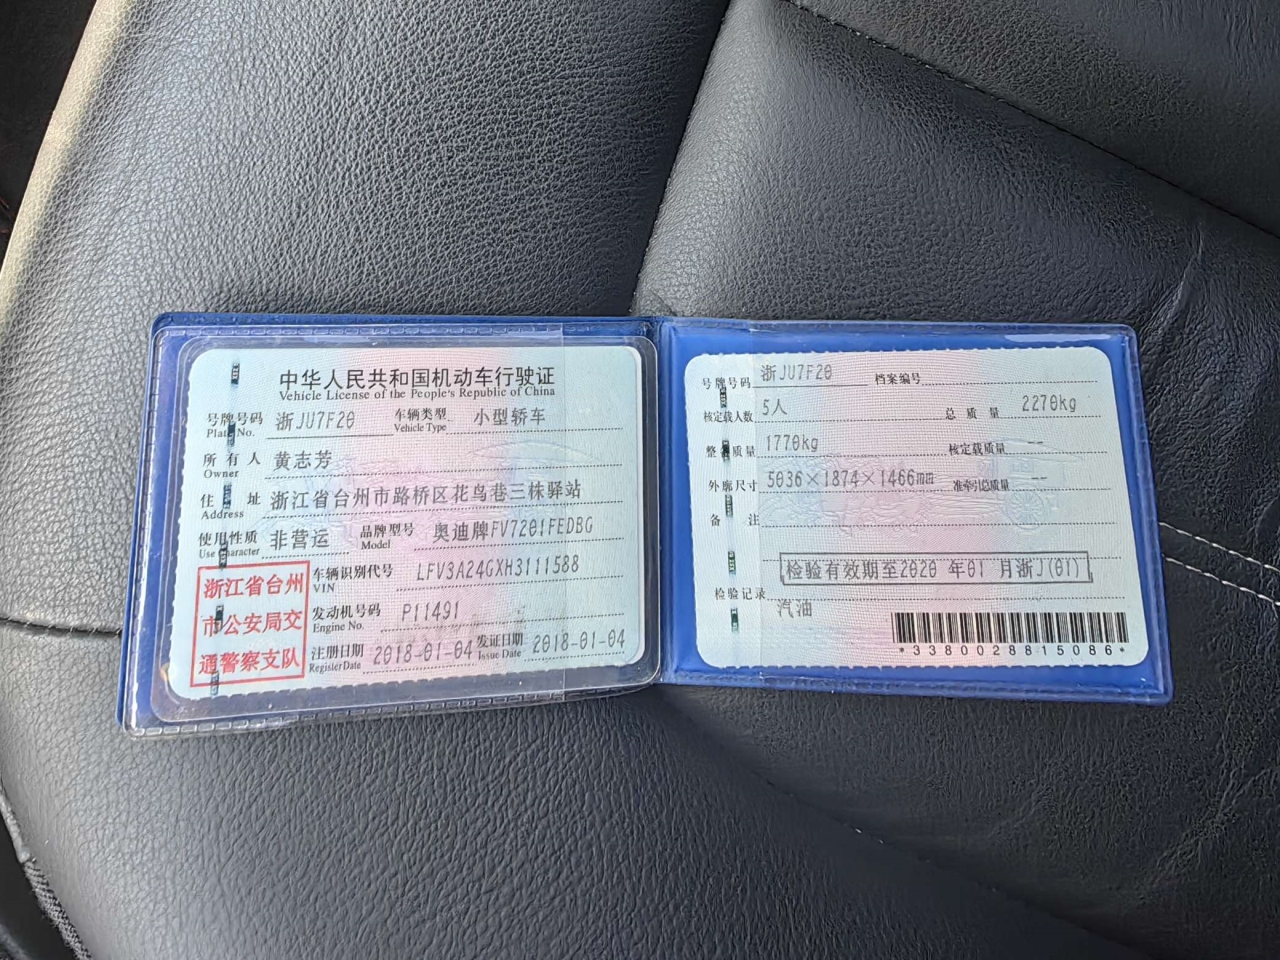 中华人民共和国机动车行驶证
Vehicle License of the People's Republic of China
号牌号码 浙JU7F20 车辆类型 小型轿车
Plate No. Vehicle Type
所有人 黄志芳
Owner
住址 浙江省台州市路桥区花鸟巷三株驿站
Address
使用性质 非营运 品牌型号 奥迪牌FV7201FEDBG
Use Character Model
浙江省台州
市公安局交
通警察支队
车辆识别代号 LFV3A24GXH3111588
VIN
发动机号码 P11491
Engine No.
注册日期 2018-01-04 发证日期 2018-01-04
Register Date Issue Date
号牌号码 浙JU7F20 档案编号
核定载人数 5人 总质量 2270kg
整备质量 1770kg 核定载质量 --
外廓尺寸 5036×1874×1466mm 准牵引总质量 --
备注
检验有效期至2020 年01 月浙J(01)
检验记录
汽油
*3380028815086*